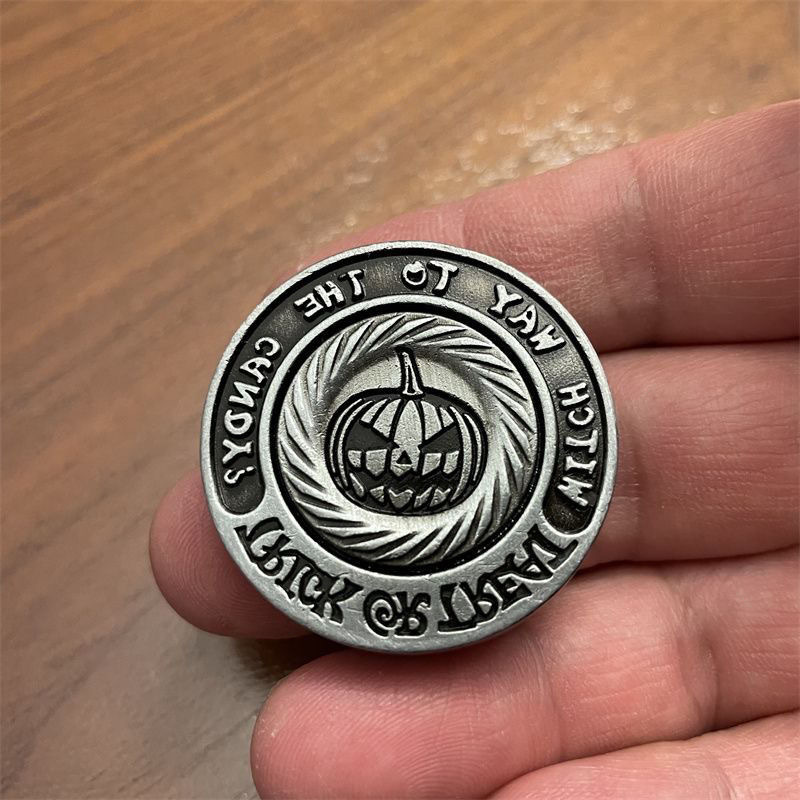 WITCH WAY TO THE CANDY?
TRICK OR TREAT